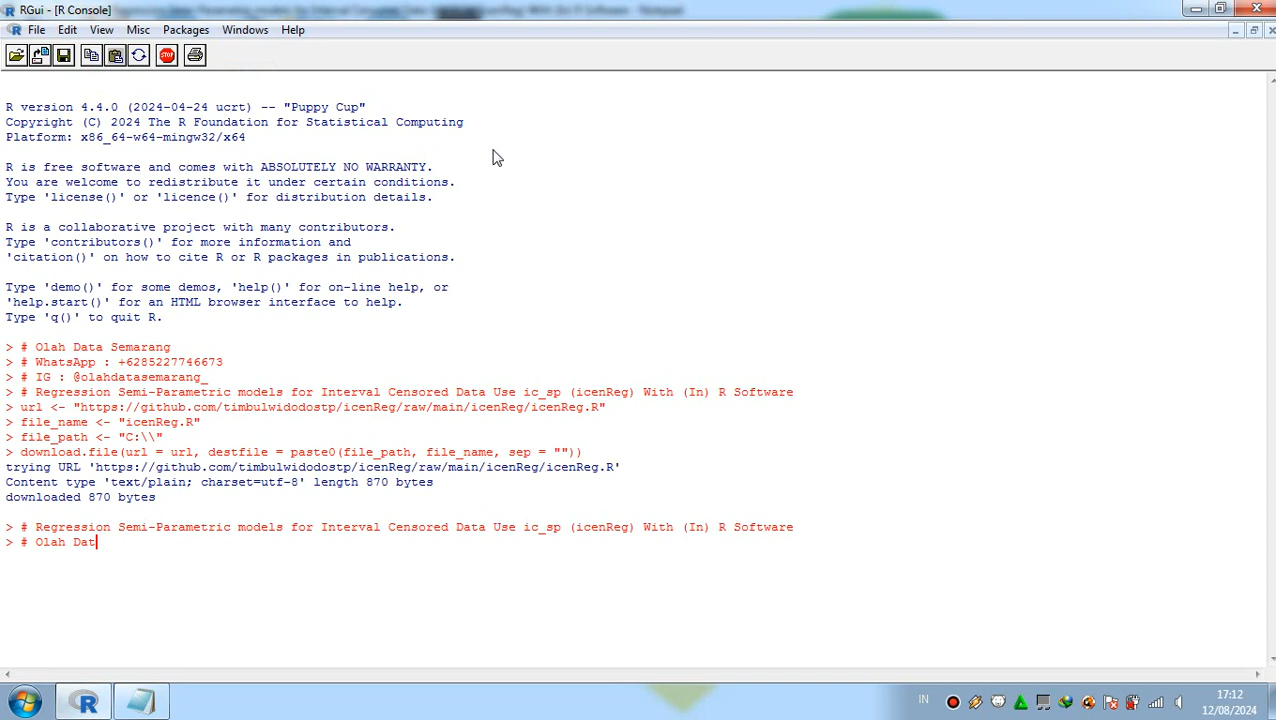 RGui - [R Console]
File Edit View Misc Packages Windows Help
STOP
R version 4.4.0 (2024-04-24 ucrt) -- "Puppy Cup"
Copyright (C) 2024 The R Foundation for Statistical Computing
Platform: x86_64-w64-mingw32/x64
R is free software and comes with ABSOLUTELY NO WARRANTY.
You are welcome to redistribute it under certain conditions.
Type 'license()' or 'licence()' for distribution details.
R is a collaborative project with many contributors.
Type 'contributors()' for more information and
'citation()' on how to cite R or R packages in publications.
Type 'demo()' for some demos, 'help()' for on-line help, or
'help.start()' for an HTML browser interface to help.
Type 'q()' to quit R.
> # Olah Data Semarang
> # WhatsApp : +6285227746673
> # IG : @olahdatasemarang_
> # Regression Semi-Parametric models for Interval Censored Data Use ic_sp (icenReg) With (In) R Software
> url <- "https://github.com/timbulwidodostp/icenReg/raw/main/icenReg/icenReg.R"
> file_name <- "icenReg.R"
> file_path <- "C:\\"
> download.file(url = url, destfile = paste0(file_path, file_name, sep = ""))
trying URL 'https://github.com/timbulwidodostp/icenReg/raw/main/icenReg/icenReg.R'
Content type 'text/plain; charset=utf-8' length 870 bytes
downloaded 870 bytes
> # Regression Semi-Parametric models for Interval Censored Data Use ic_sp (icenReg) With (In) R Software
> # Olah Dat
IN
17:12
12/08/2024